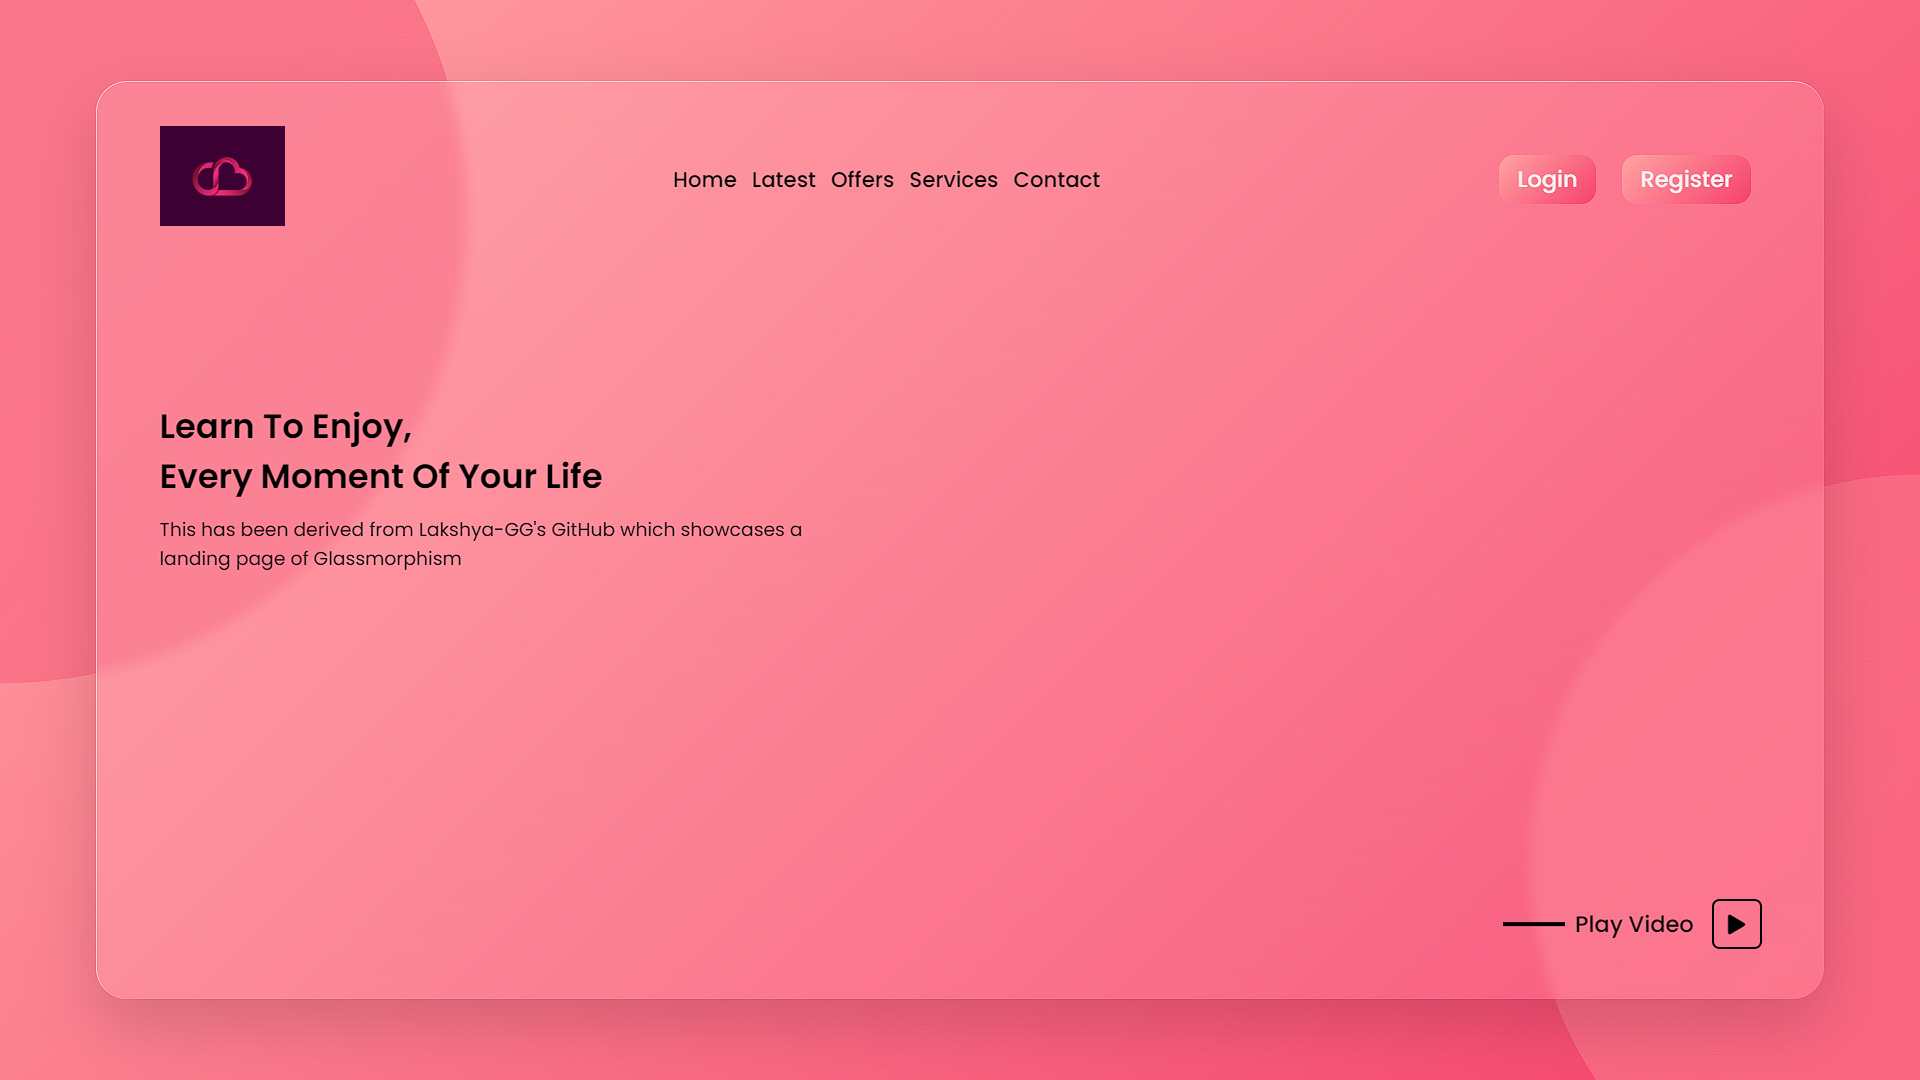 Home Latest Offers Services Contact
Login Register
Learn To Enjoy,
Every Moment Of Your Life
This has been derived from Lakshya-GG's GitHub which showcases a
landing page of Glassmorphism
Play Video